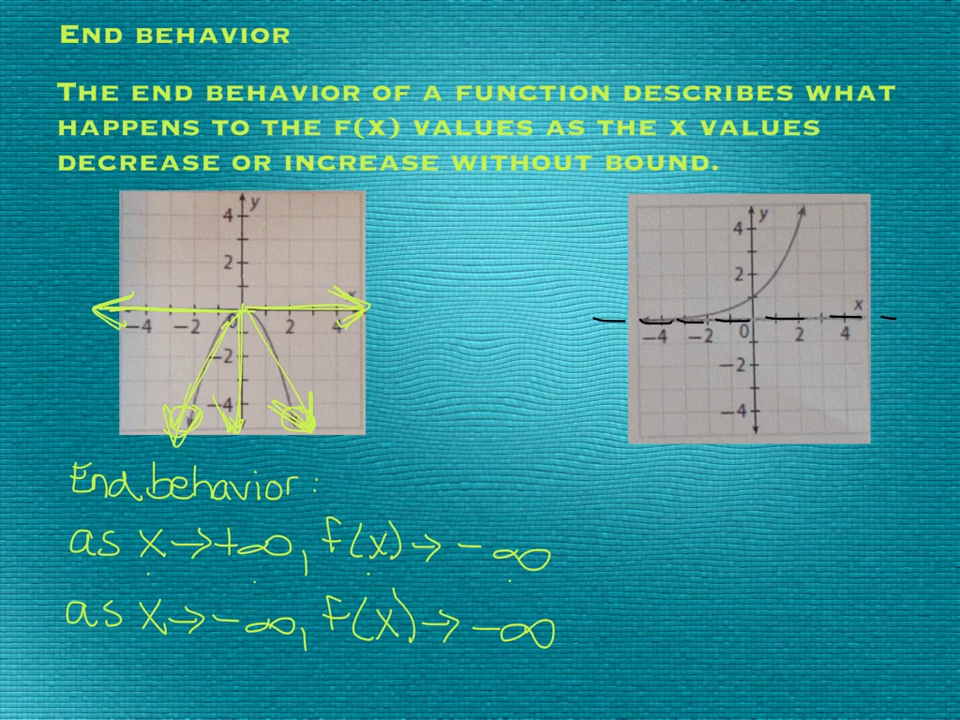 END BEHAVIOR
THE END BEHAVIOR OF A FUNCTION DESCRIBES WHAT
HAPPENS TO THE F(X) VALUES AS THE X VALUES
DECREASE OR INCREASE WITHOUT BOUND.
y
4
2
x
-4 -2 0 2 4
-2
-4
y
4
2
x
-4 -2 0 2 4
-2
-4
End behavior:
as x→+∞, f(x)→-∞
as x→-∞, f(x)→-∞